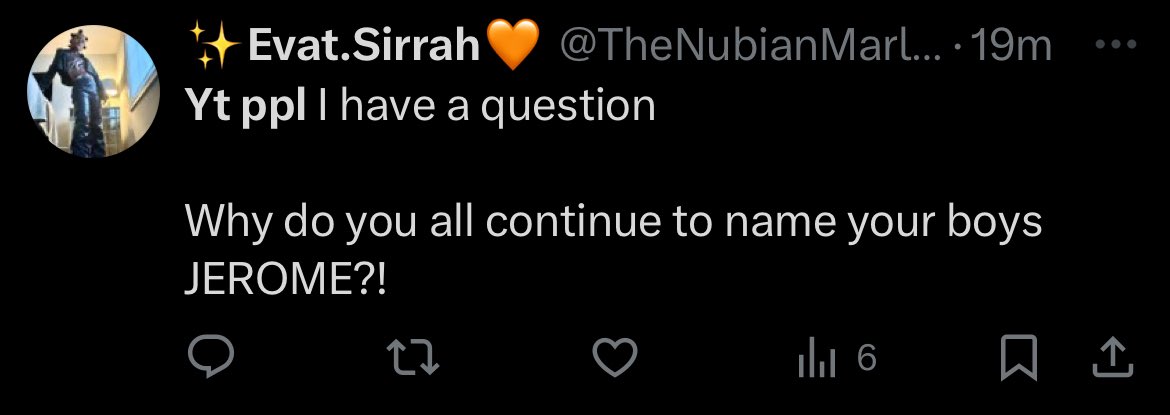 ✨Evat.Sirrah🧡 @TheNubianMarl... · 19m
Yt ppl I have a question
Why do you all continue to name your boys
JEROME?!
6